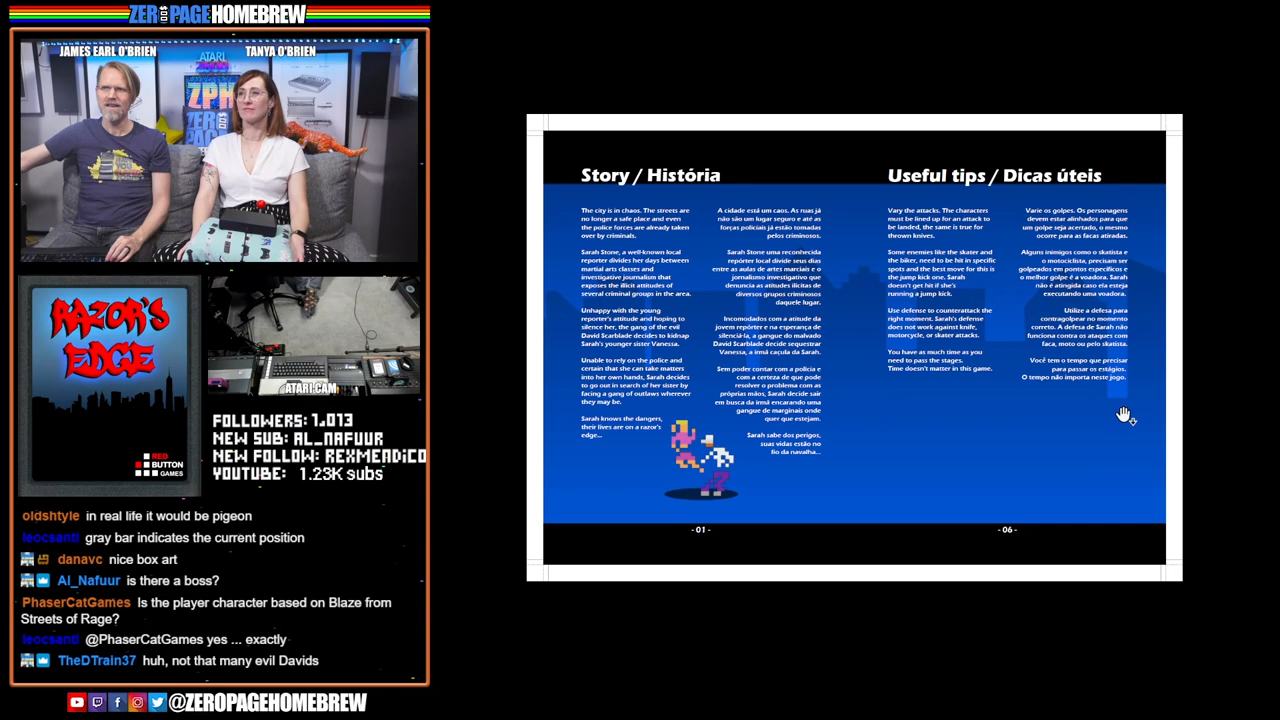 ZEROPAGE HOMEBREW
JAMES EARL O'BRIEN
TANYA O'BRIEN
ATARI
ZPH
RAZOR'S
EDGE
RED
BUTTON
GAMES
ATARI CAM
FOLLOWERS: 1,013
NEW SUB: AL_NAFUUR
NEW FOLLOW: REXMENDICO
YOUTUBE: 1.23K subs
oldshtyle in real life it would be pigeon
leocsanti gray bar indicates the current position
danavc nice box art
Al_Nafuur is there a boss?
PhaserCatGames Is the player character based on Blaze from
Streets of Rage?
leocsanti @PhaserCatGames yes ... exactly
TheDTrain37 huh, not that many evil Davids
@ZEROPAGEHOMEBREW
Story / História
The city is in chaos. The streets are
no longer a safe place and even
the police forces are already taken
over by criminals.
Sarah Stone, a well-known local
reporter divider her days between
martial arts classes and
investigative journalism that
exposes the illicit attitudes of
several criminal groups in the area.
Unhappy with the young
reporter's attitude and hoping to
silence her, the gang of the evil
David Scarblade decides to kidnap
Sarah's younger sister Vanessa.
Unable to rely on the police and
certain that she can take matters
into her own hands, Sarah decides
to go out in search of her sister by
facing a gang of outlaws wherever
they may be.
Sarah knows the dangers,
their lives are on a razor's
edge...
A cidade está um caos. As ruas já
não são um lugar seguro e até as
forças policiais já estão tomadas
pelos criminosos.
Sarah Stone uma reconhecida
repórter local divide seus dias
entre as aulas de artes marciais e o
jornalismo investigativo que
denuncia as atitudes ilícitas de
diversos grupos criminosos
daquele lugar.
Incomodados com a atitude da
jovem repórter e na esperança de
silenciá-la, a gangue do malvado
David Scarblade decide sequestrar
Vanessa, a irmã caçula da Sarah.
Sem poder contar com a polícia e
com a certeza de que pode
resolver o problema com as
próprias mãos, Sarah decide sair
em busca da irmã encarando uma
gangue de marginais onde
quer que estejam.
Sarah sabe dos perigos,
suas vidas estão no
fio da navalha...
- 01 -
Useful tips / Dicas úteis
Vary the attacks. The characters
must be lined up for an attack to
be landed, the same is true for
thrown knives.
Some enemies like the skater and
the biker, need to be hit in specific
spots and the best move for this is
the jump kick one. Sarah
doesn't get hit if she's
running a jump kick.
Use defense to counterattack the
right moment. Sarah's defense
does not work against knife,
motorcycle, or skater attacks.
You have as much time as you
need to pass the stages.
Time doesn't matter in this game.
Varie os golpes. Os personagens
devem estar alinhados para que
um golpe seja acertado, o mesmo
ocorre para as facas atiradas.
Alguns inimigos como o skatista e
o motociclista, precisam ser
golpeados em pontos específicos e
o melhor golpe é a voadora. Sarah
não é atingida caso ela esteja
executando uma voadora.
Utilize a defesa para
contragolpear no momento
correto. A defesa de Sarah não
funciona contra os ataques com
faca, moto ou pelo skatista.
Você tem o tempo que precisar
para passar os estágios.
O tempo não importa neste jogo.
- 06 -